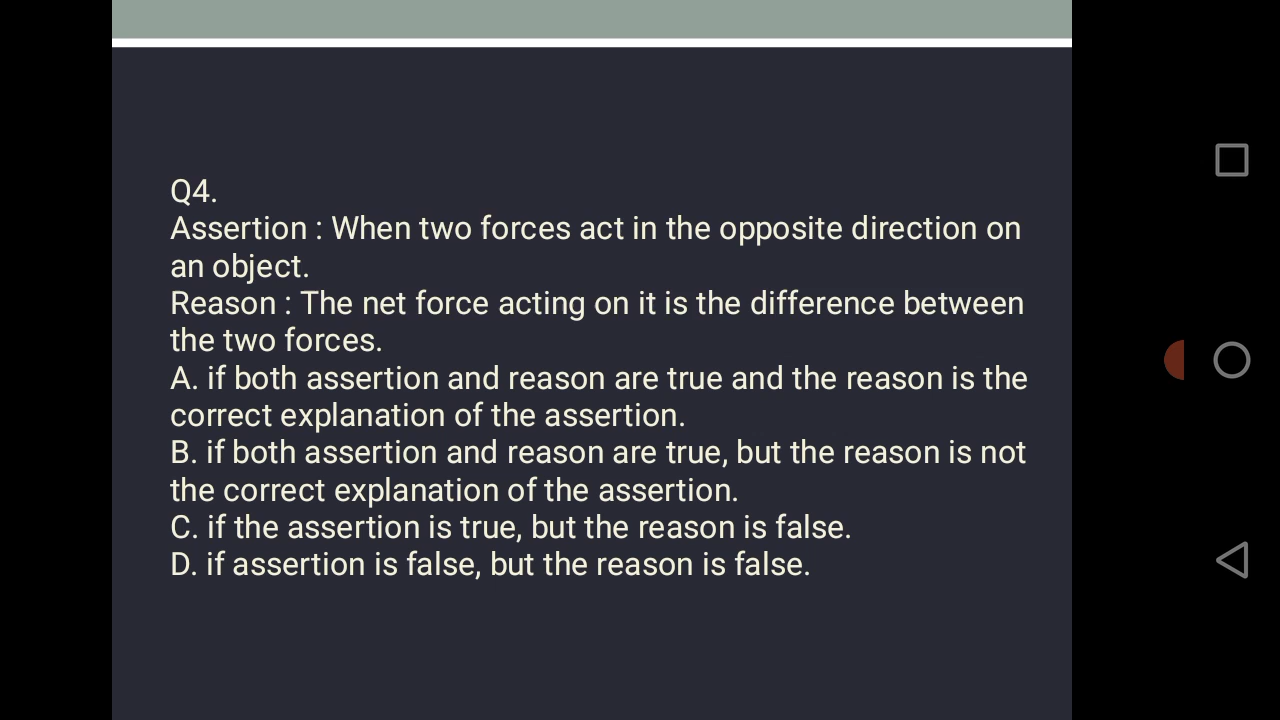 Q4.
Assertion : When two forces act in the opposite direction on
an object.
Reason : The net force acting on it is the difference between
the two forces.
A. if both assertion and reason are true and the reason is the
correct explanation of the assertion.
B. if both assertion and reason are true, but the reason is not
the correct explanation of the assertion.
C. if the assertion is true, but the reason is false.
D. if assertion is false, but the reason is false.